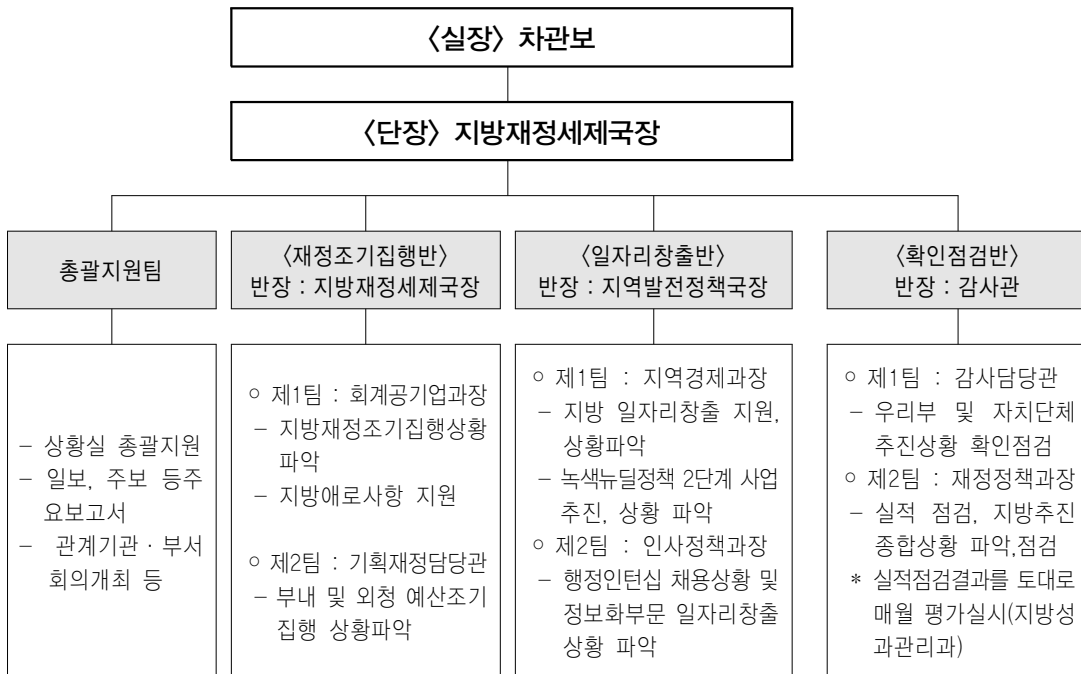 〈실장〉 차관보
〈단장〉 지방재정세제국장
총괄지원팀
– 상황실 총괄지원
– 일보, 주보 등주
요보고서
– 관계기관 · 부서
회의개최 등
〈재정조기집행반〉
반장 : 지방재정세제국장
○ 제1팀 : 회계공기업과장
– 지방재정조기집행상황
파악
– 지방애로사항 지원
○ 제2팀 : 기획재정담당관
– 부내 및 외청 예산조기
집행 상황파악
〈일자리창출반〉
반장 : 지역발전정책국장
○ 제1팀 : 지역경제과장
– 지방 일자리창출 지원,
상황파악
– 녹색뉴딜정책 2단계 사업
추진, 상황 파악
○ 제2팀 : 인사정책과장
– 행정인턴십 채용상황 및
정보화부문 일자리창출
상황 파악
〈확인점검반〉
반장 : 감사관
○ 제1팀 : 감사담당관
– 우리부 및 자치단체
추진상황 확인점검
○ 제2팀 : 재정정책과장
– 실적 점검, 지방추진
종합상황 파악,점검
* 실적점검결과를 토대로
매월 평가실시(지방성
과관리과)